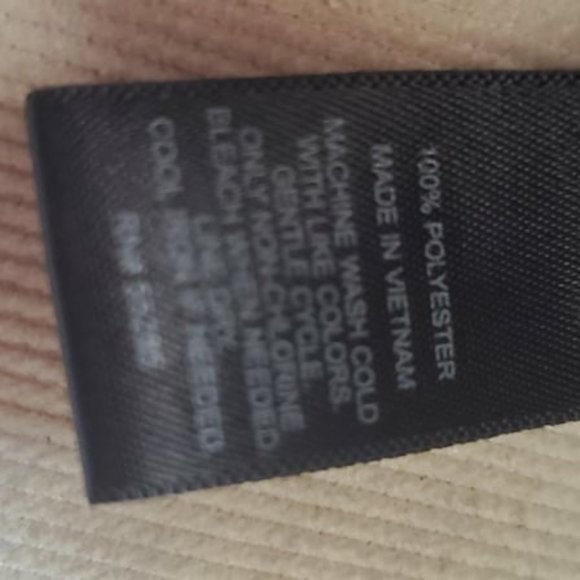 100% POLYESTER
MADE IN VIETNAM
MACHINE WASH COLD
WITH LIKE COLORS.
GENTLE CYCLE.
ONLY NON-CHLORINE
BLEACH WHEN NEEDED
LINE DRY.
COOL IRON IF NEEDED
RN#